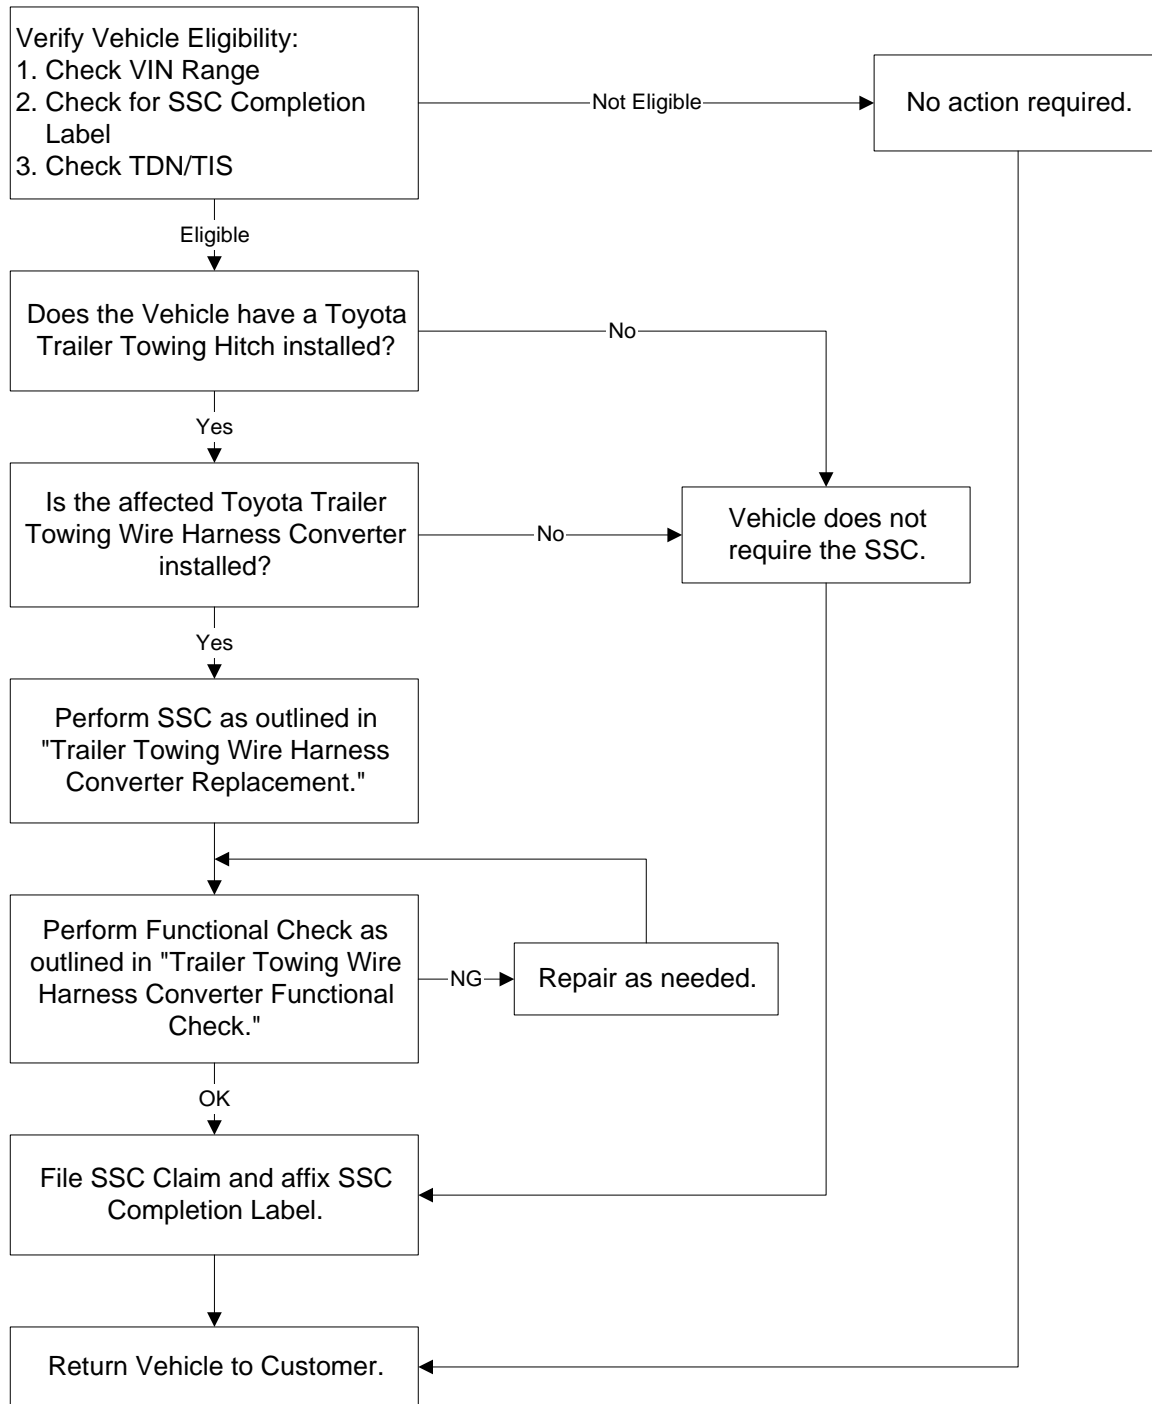 Verify Vehicle Eligibility:
1. Check VIN Range
2. Check for SSC Completion
Label
3. Check TDN/TIS
Not Eligible
No action required.
Eligible
Does the Vehicle have a Toyota
Trailer Towing Hitch installed?
No
Yes
Is the affected Toyota Trailer
Towing Wire Harness Converter
installed?
No
Vehicle does not
require the SSC.
Yes
Perform SSC as outlined in
"Trailer Towing Wire Harness
Converter Replacement."
Perform Functional Check as
outlined in "Trailer Towing Wire
Harness Converter Functional
Check."
NG
Repair as needed.
OK
File SSC Claim and affix SSC
Completion Label.
Return Vehicle to Customer.